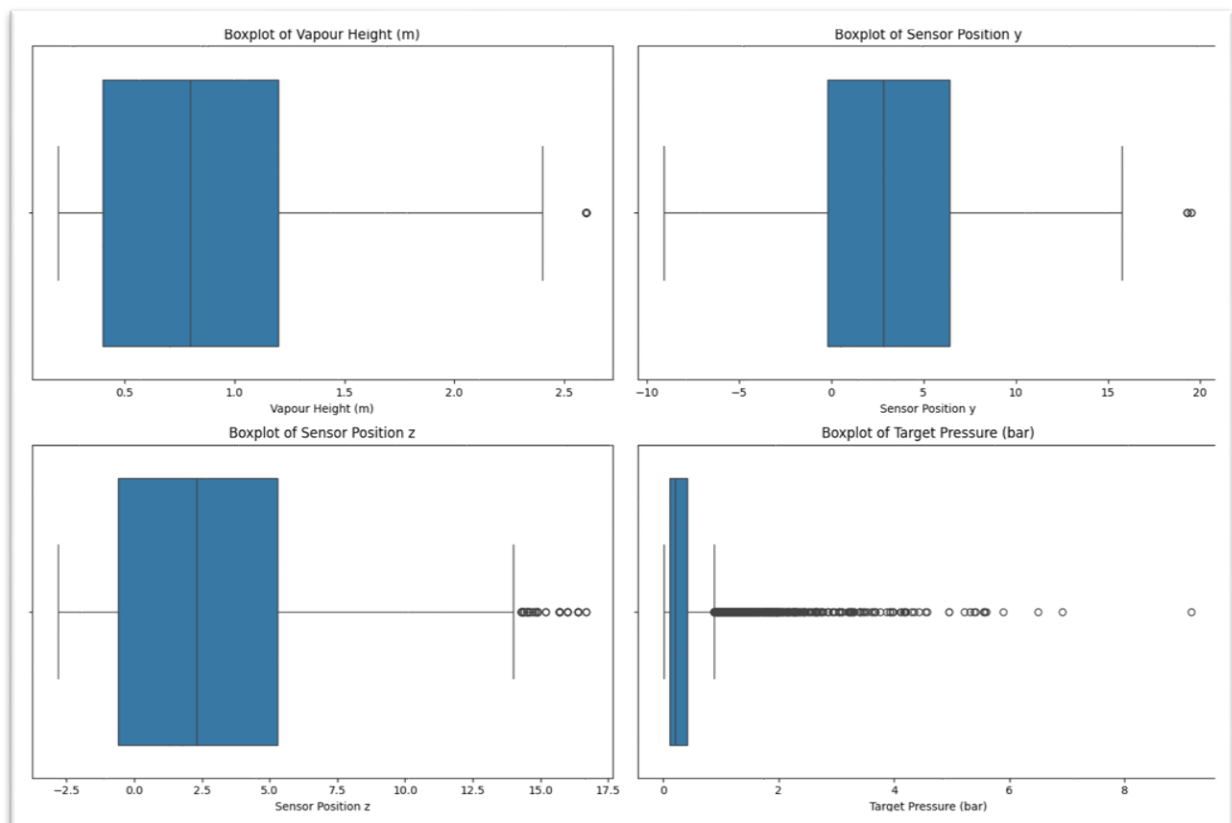 Boxplot of Vapour Height (m)
0.5 1.0 1.5 2.0 2.5
Vapour Height (m)
Boxplot of Sensor Position y
−10 −5 0 5 10 15 20
Sensor Position y
Boxplot of Sensor Position z
−2.5 0.0 2.5 5.0 7.5 10.0 12.5 15.0 17.5
Sensor Position z
Boxplot of Target Pressure (bar)
0 2 4 6 8
Target Pressure (bar)